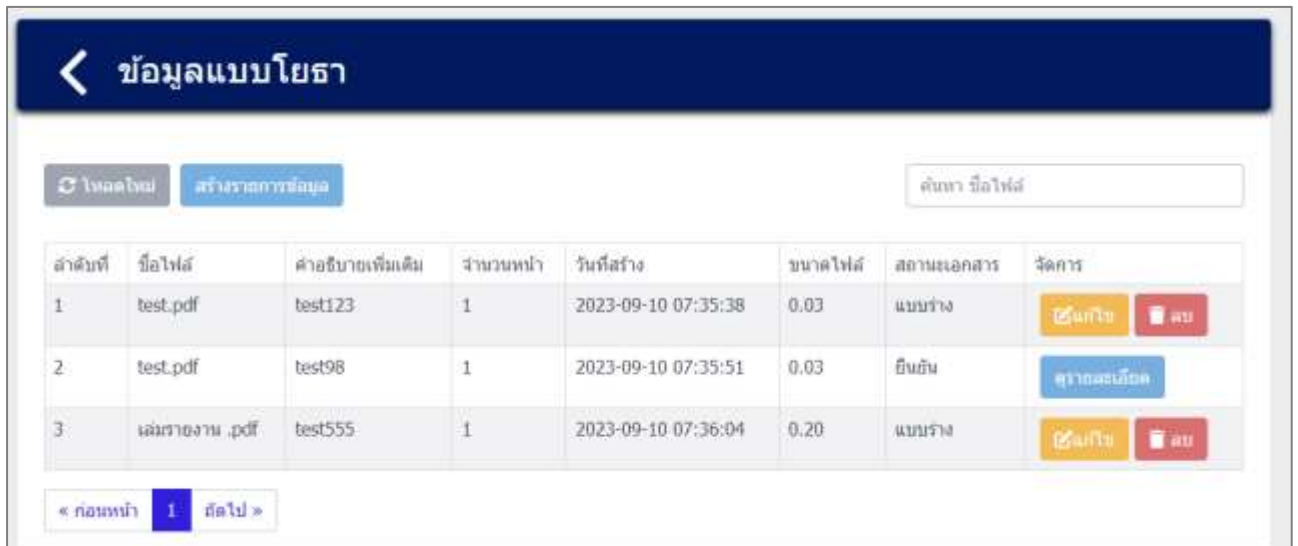 ข้อมูลแบบโยธา
โหลดใหม่ สร้างรายการข้อมูล ค้นหา ชื่อไฟล์
ลำดับที่ ชื่อไฟล์ คำอธิบายเพิ่มเติม จำนวนหน้า วันที่สร้าง ขนาดไฟล์ สถานะเอกสาร จัดการ
1 test.pdf test123 1 2023-09-10 07:35:38 0.03 แบบร่าง แก้ไข ลบ
2 test.pdf test98 1 2023-09-10 07:35:51 0.03 ยืนยัน ดูรายละเอียด
3 เล่มรายงาน .pdf test555 1 2023-09-10 07:36:04 0.20 แบบร่าง แก้ไข ลบ
« ก่อนหน้า 1 ถัดไป »